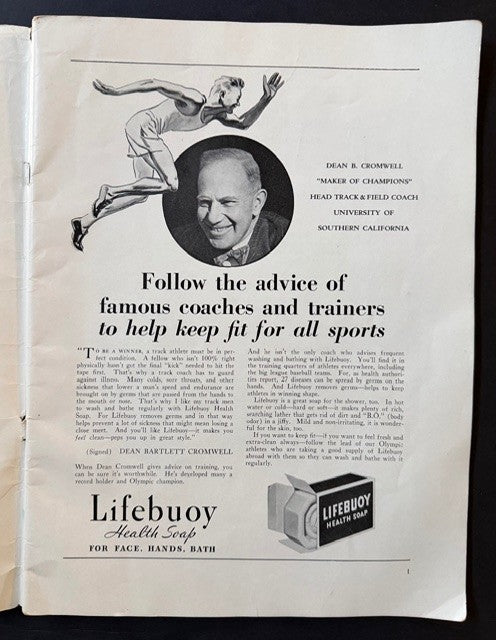 DEAN B. CROMWELL
"MAKER OF CHAMPIONS"
HEAD TRACK & FIELD COACH
UNIVERSITY OF
SOUTHERN CALIFORNIA
Follow the advice of
famous coaches and trainers
to help keep fit for all sports
"TO BE A WINNER, a track athlete must be in per-
fect condition. A fellow who isn't 100% right
physically hasn't got the final "kick" needed to hit the
tape first. That's why a track coach has to guard
against illness. Many colds, sore throats, and other
sickness that lower a man's speed and endurance are
brought on by germs that are passed from the hands to
the mouth or nose. That's why I like my track men
to wash and bathe regularly with Lifebuoy Health
Soap. For Lifebuoy removes germs and in that way
helps prevent a lot of sickness that might mean losing a
close meet. And you'll like Lifebuoy—it makes you
feel clean—peps you up in great style."
(Signed) DEAN BARTLETT CROMWELL
When Dean Cromwell gives advice on training, you can
be sure it's worthwhile. He's developed many a
record holder and Olympic champion.
And he isn't the only coach who advises frequent
washing and bathing with Lifebuoy. You'll find it in
the training quarters of athletes everywhere, including
the big league baseball teams. For, as health authori-
ties report, 27 diseases can be spread by germs on the
hands. And Lifebuoy removes germs—helps to keep
athletes in winning shape.
Lifebuoy is a great soap for the shower, too. In hot
water or cold—hard or soft—it makes plenty of rich,
searching lather that gets rid of dirt and "B.O." (body
odor) in a jiffy. Mild and non-irritating, it is wonder-
ful for the skin, too.
If you want to keep fit—if you want to feel fresh and
extra-clean always—follow the lead of our Olympic
athletes who are taking a good supply of Lifebuoy
abroad with them so they can wash and bathe with it
regularly.
Lifebuoy
Health Soap
FOR FACE, HANDS, BATH
LIFEBUOY
HEALTH SOAP
1